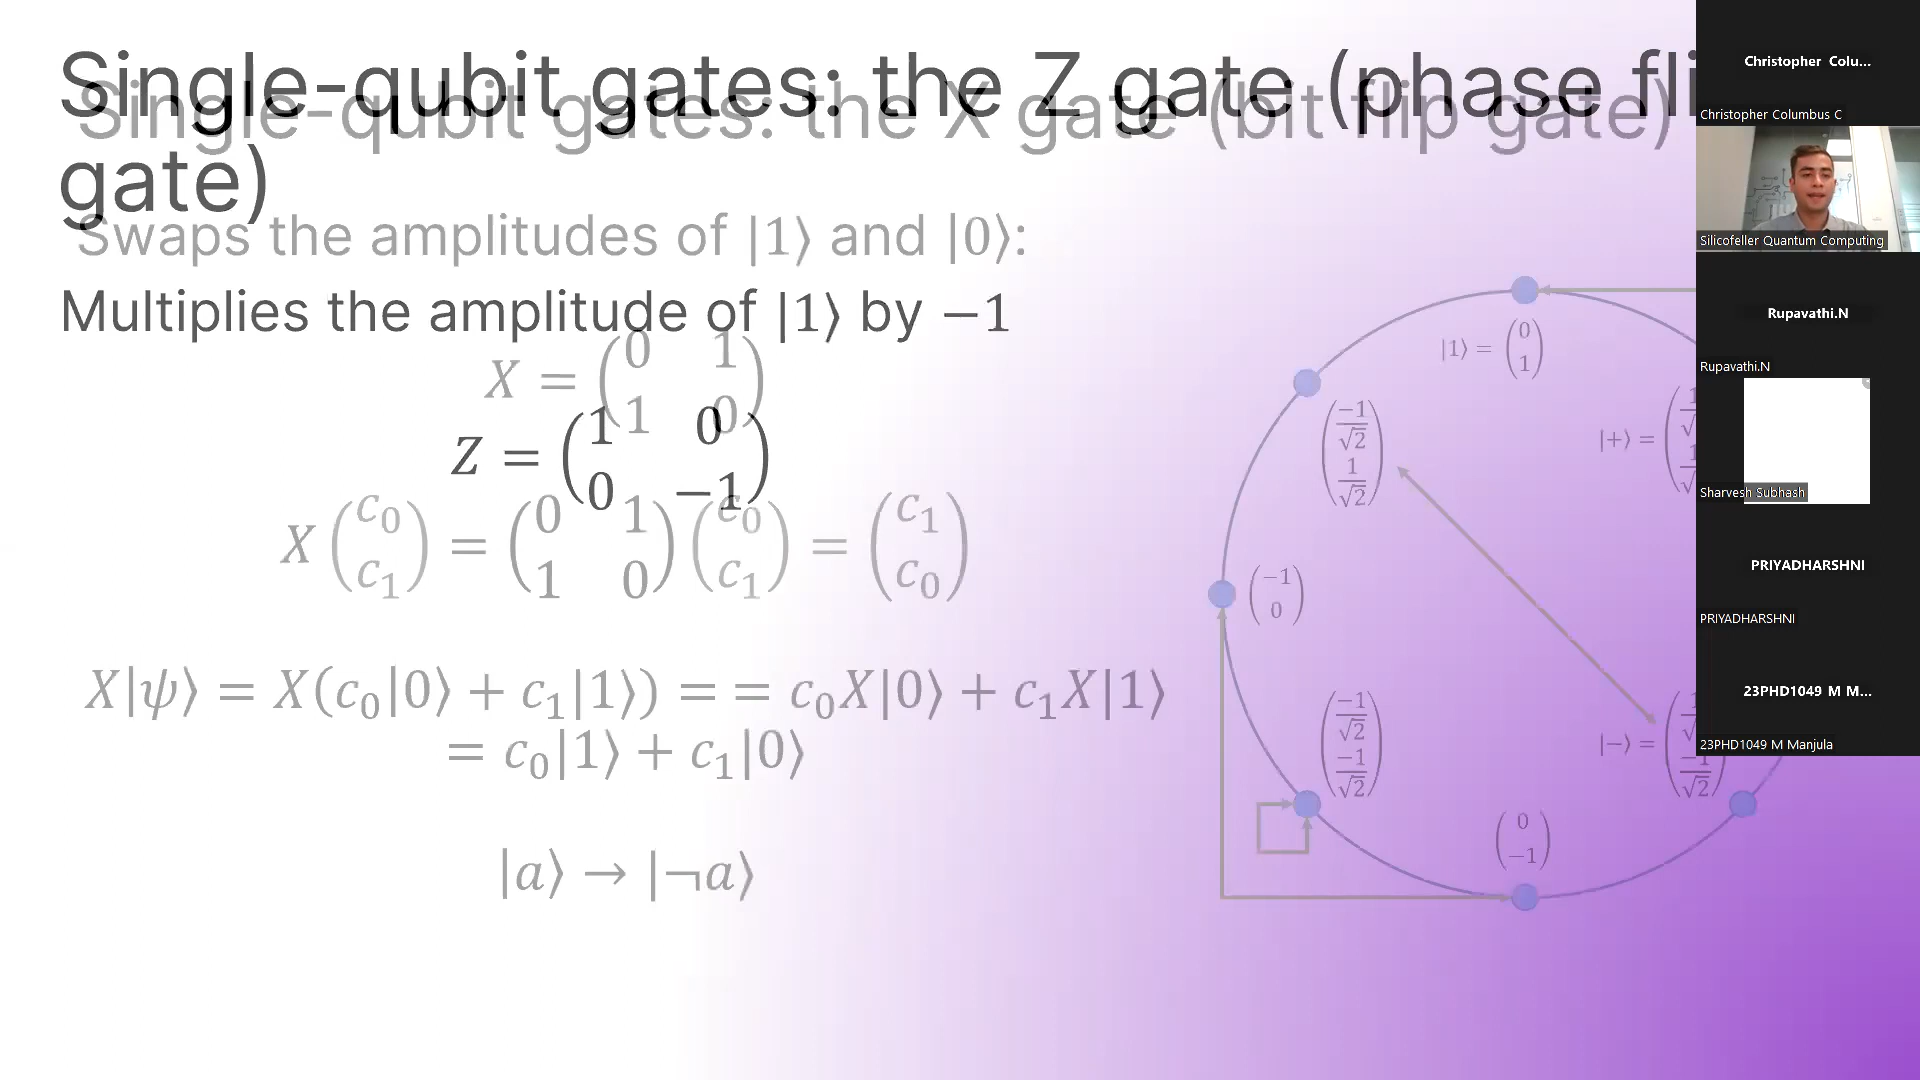 Single-qubit gates: the Z gate (phase fli
gate)
Single-qubit gates: the X gate (bit flip gate)
Swaps the amplitudes of |1⟩ and |0⟩:
Multiplies the amplitude of |1⟩ by −1
X = (0 1
1 0)
Z = (1 0
0 −1)
X (c₀ c₁) = (0 1
1 0) (c₀ c₁) = (c₁ c₀)
X|ψ⟩ = X(c₀|0⟩ + c₁|1⟩) = = c₀X|0⟩ + c₁X|1⟩
= c₀|1⟩ + c₁|0⟩
|a⟩ → |¬a⟩
|1⟩ = (0 1)
(−1/√2 1/√2)
|+⟩ =
(−1 0)
(−1/√2 −1/√2)
|−⟩ =
−1/√2
(0 −1)
Christopher Colu...
Christopher Columbus C
Silicofeller Quantum Computing
Rupavathi.N
Rupavathi.N
Sharvesh Subhash
PRIYADHARSHNI
PRIYADHARSHNI
23PHD1049 M M...
23PHD1049 M Manjula